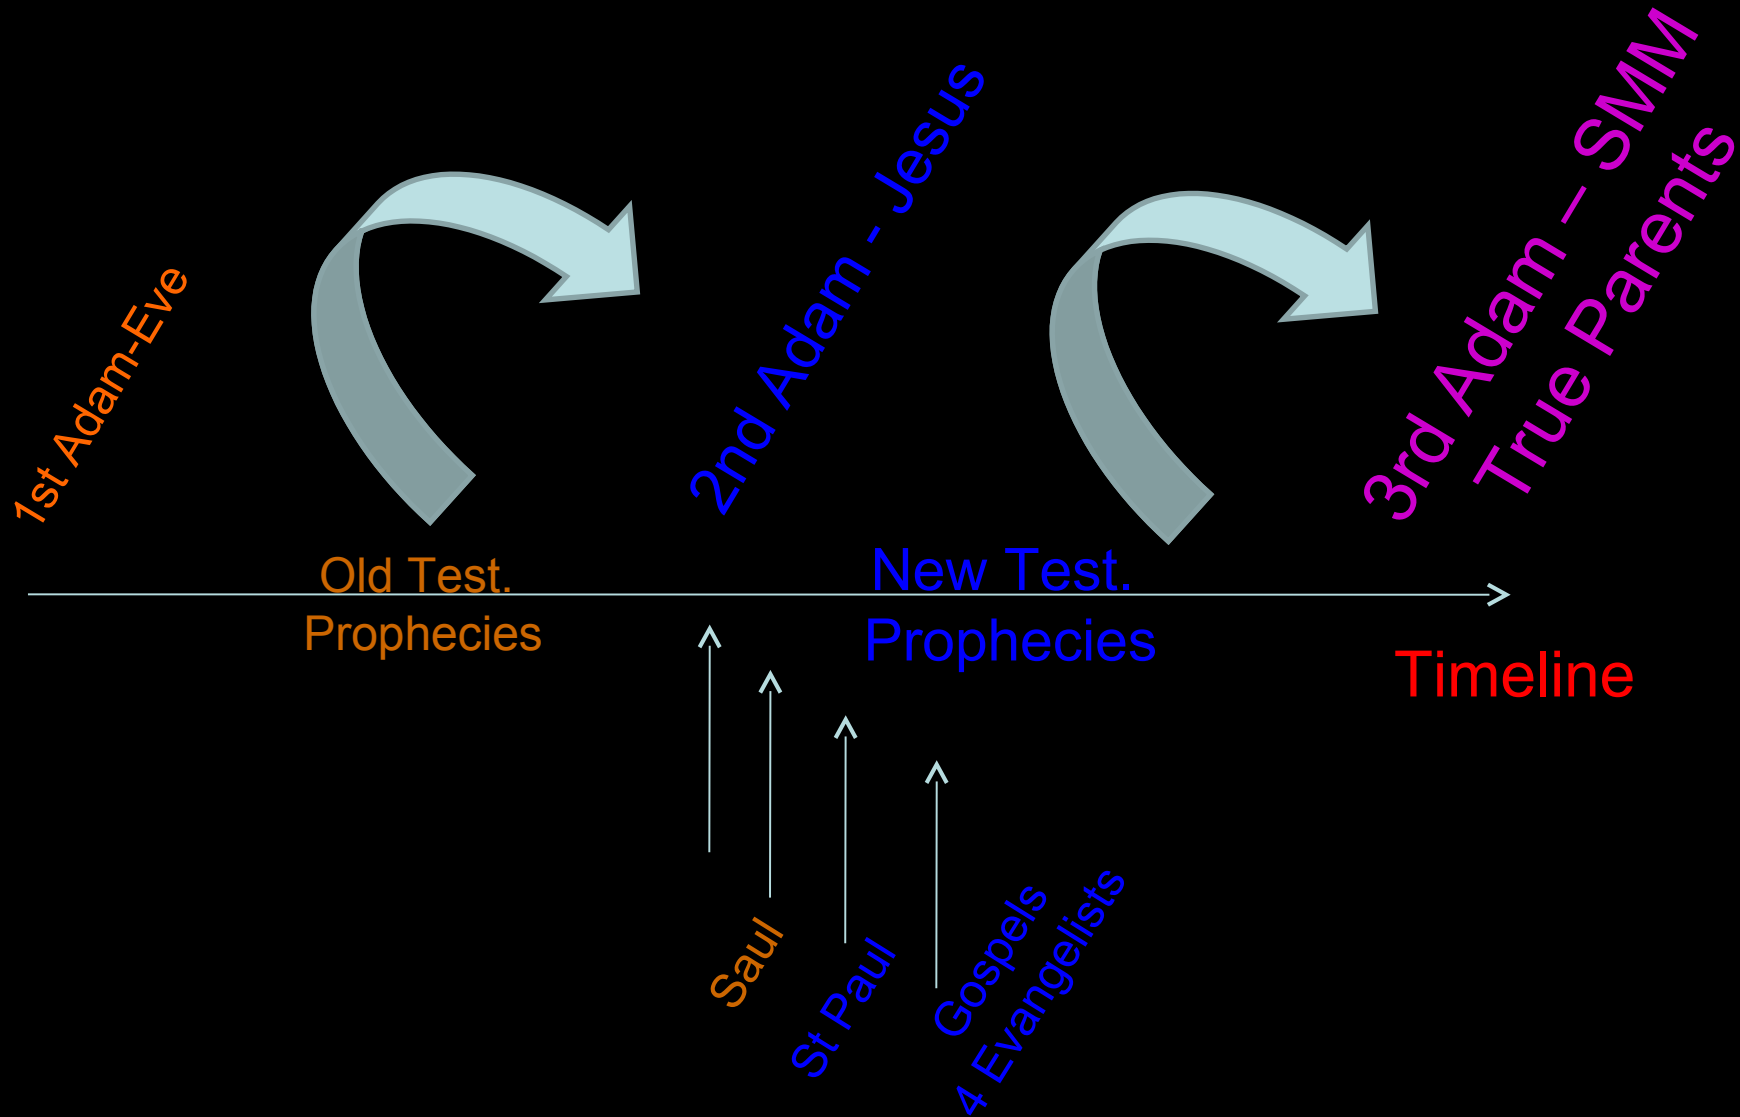 1st Adam-Eve
2nd Adam - Jesus
3rd Adam – SMM
True Parents
Old Test.
Prophecies
New Test.
Prophecies
Timeline
Saul
St Paul
Gospels
4 Evangelists